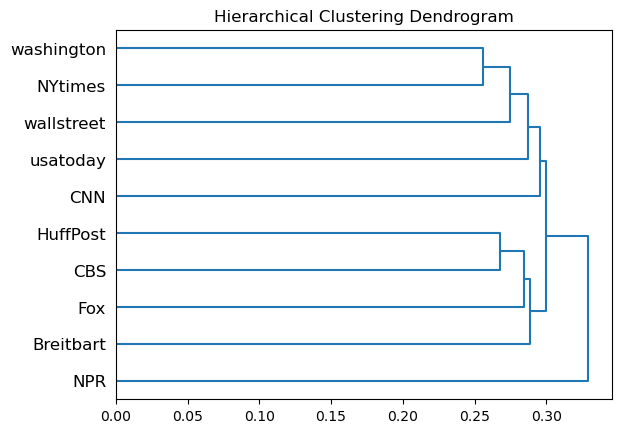 Hierarchical Clustering Dendrogram
washington
NYtimes
wallstreet
usatoday
CNN
HuffPost
CBS
Fox
Breitbart
NPR
0.00 0.05 0.10 0.15 0.20 0.25 0.30